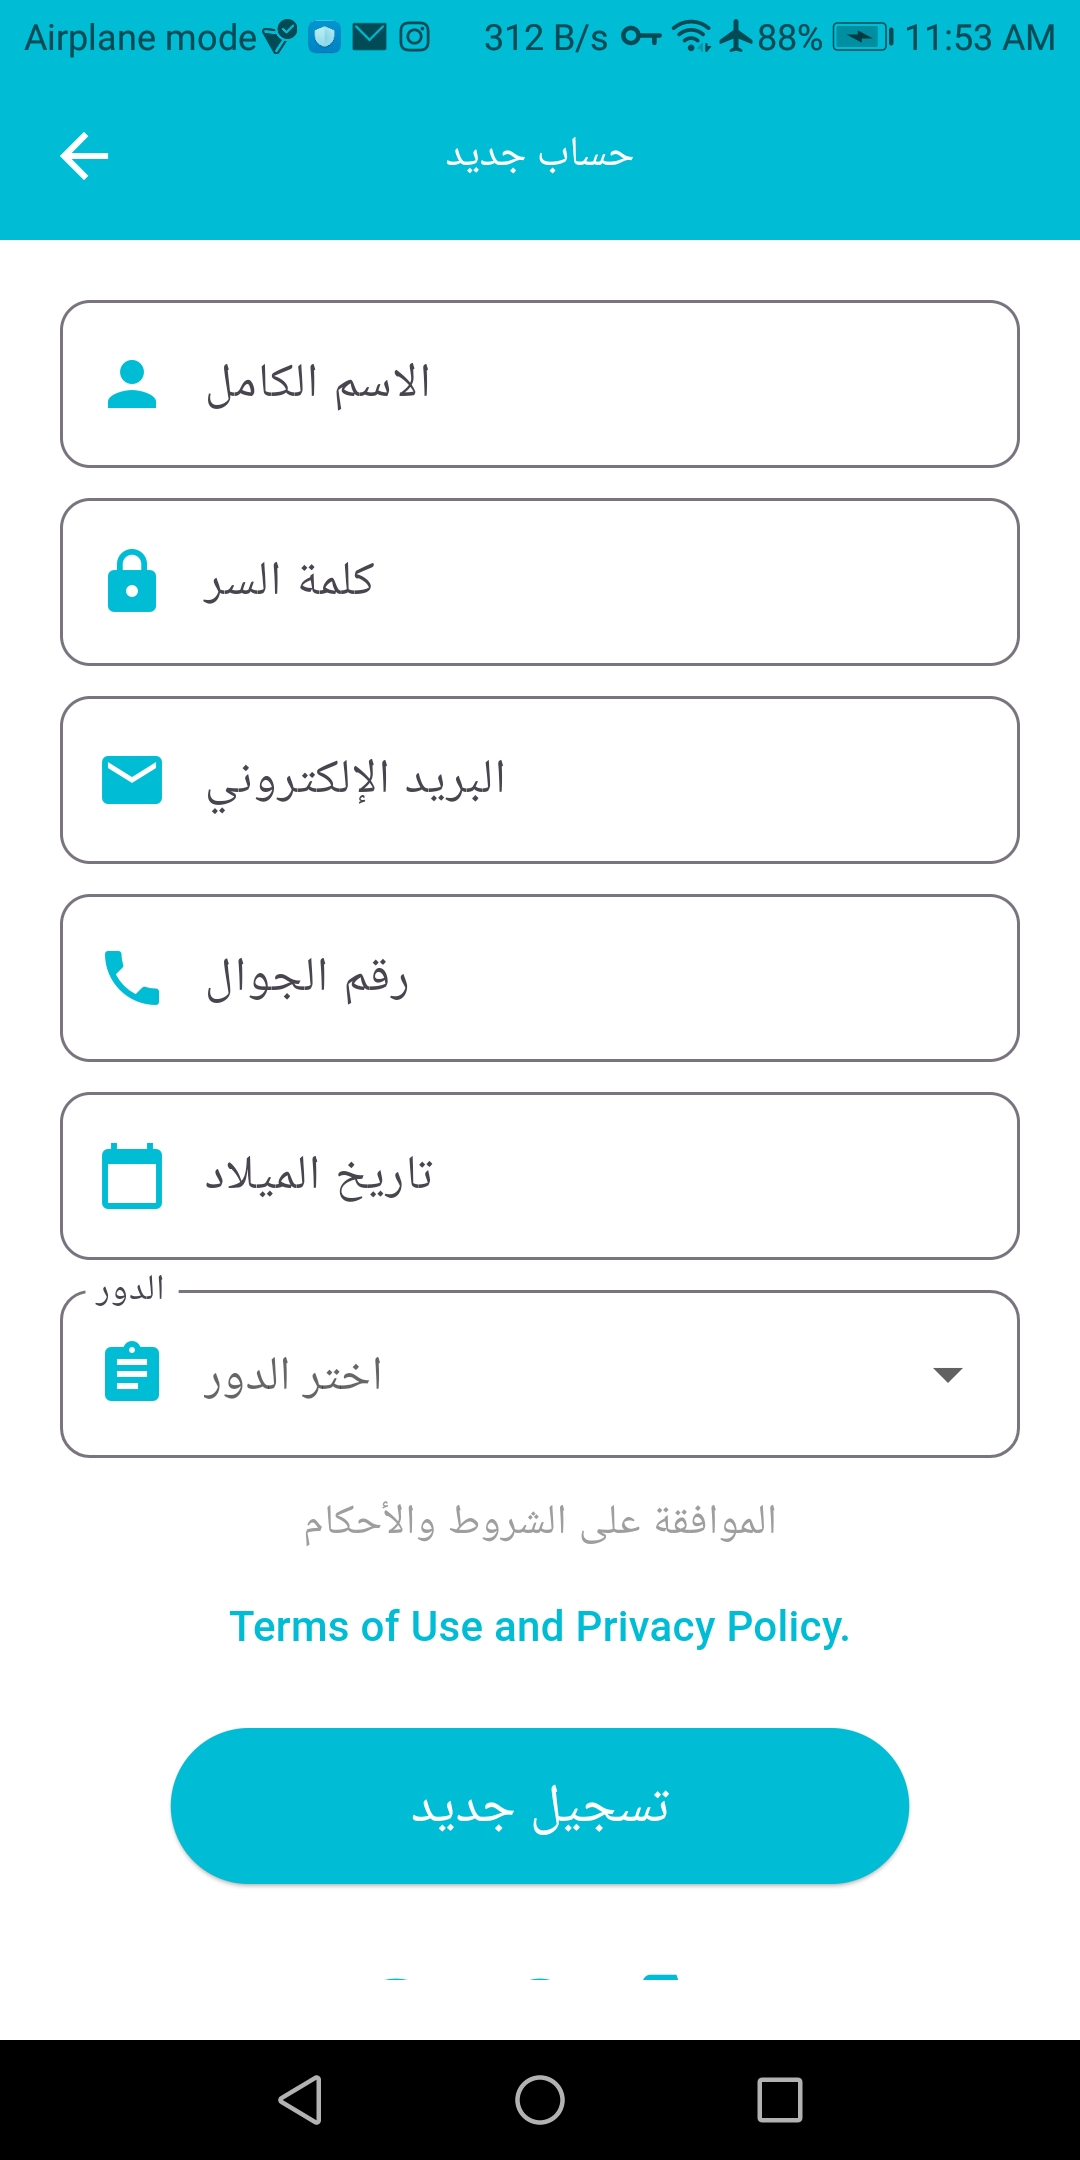 Airplane mode 312 B/s 88% 11:53 AM
حساب جديد
الاسم الكامل
كلمة السر
البريد الإلكتروني
رقم الجوال
تاريخ الميلاد
الدور
اختر الدور
الموافقة على الشروط والأحكام
Terms of Use and Privacy Policy.
تسجيل جديد